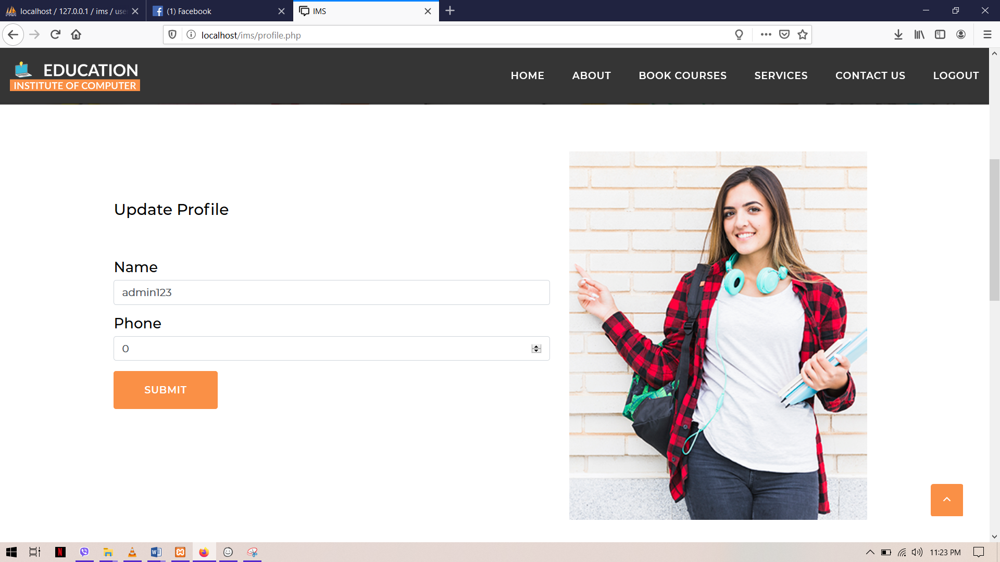 localhost / 127.0.0.1 / ims / use
(1) Facebook
IMS
localhost/ims/profile.php
EDUCATION
INSTITUTE OF COMPUTER
HOME
ABOUT
BOOK COURSES
SERVICES
CONTACT US
LOGOUT
Update Profile
Name
admin123
Phone
0
SUBMIT
11:23 PM